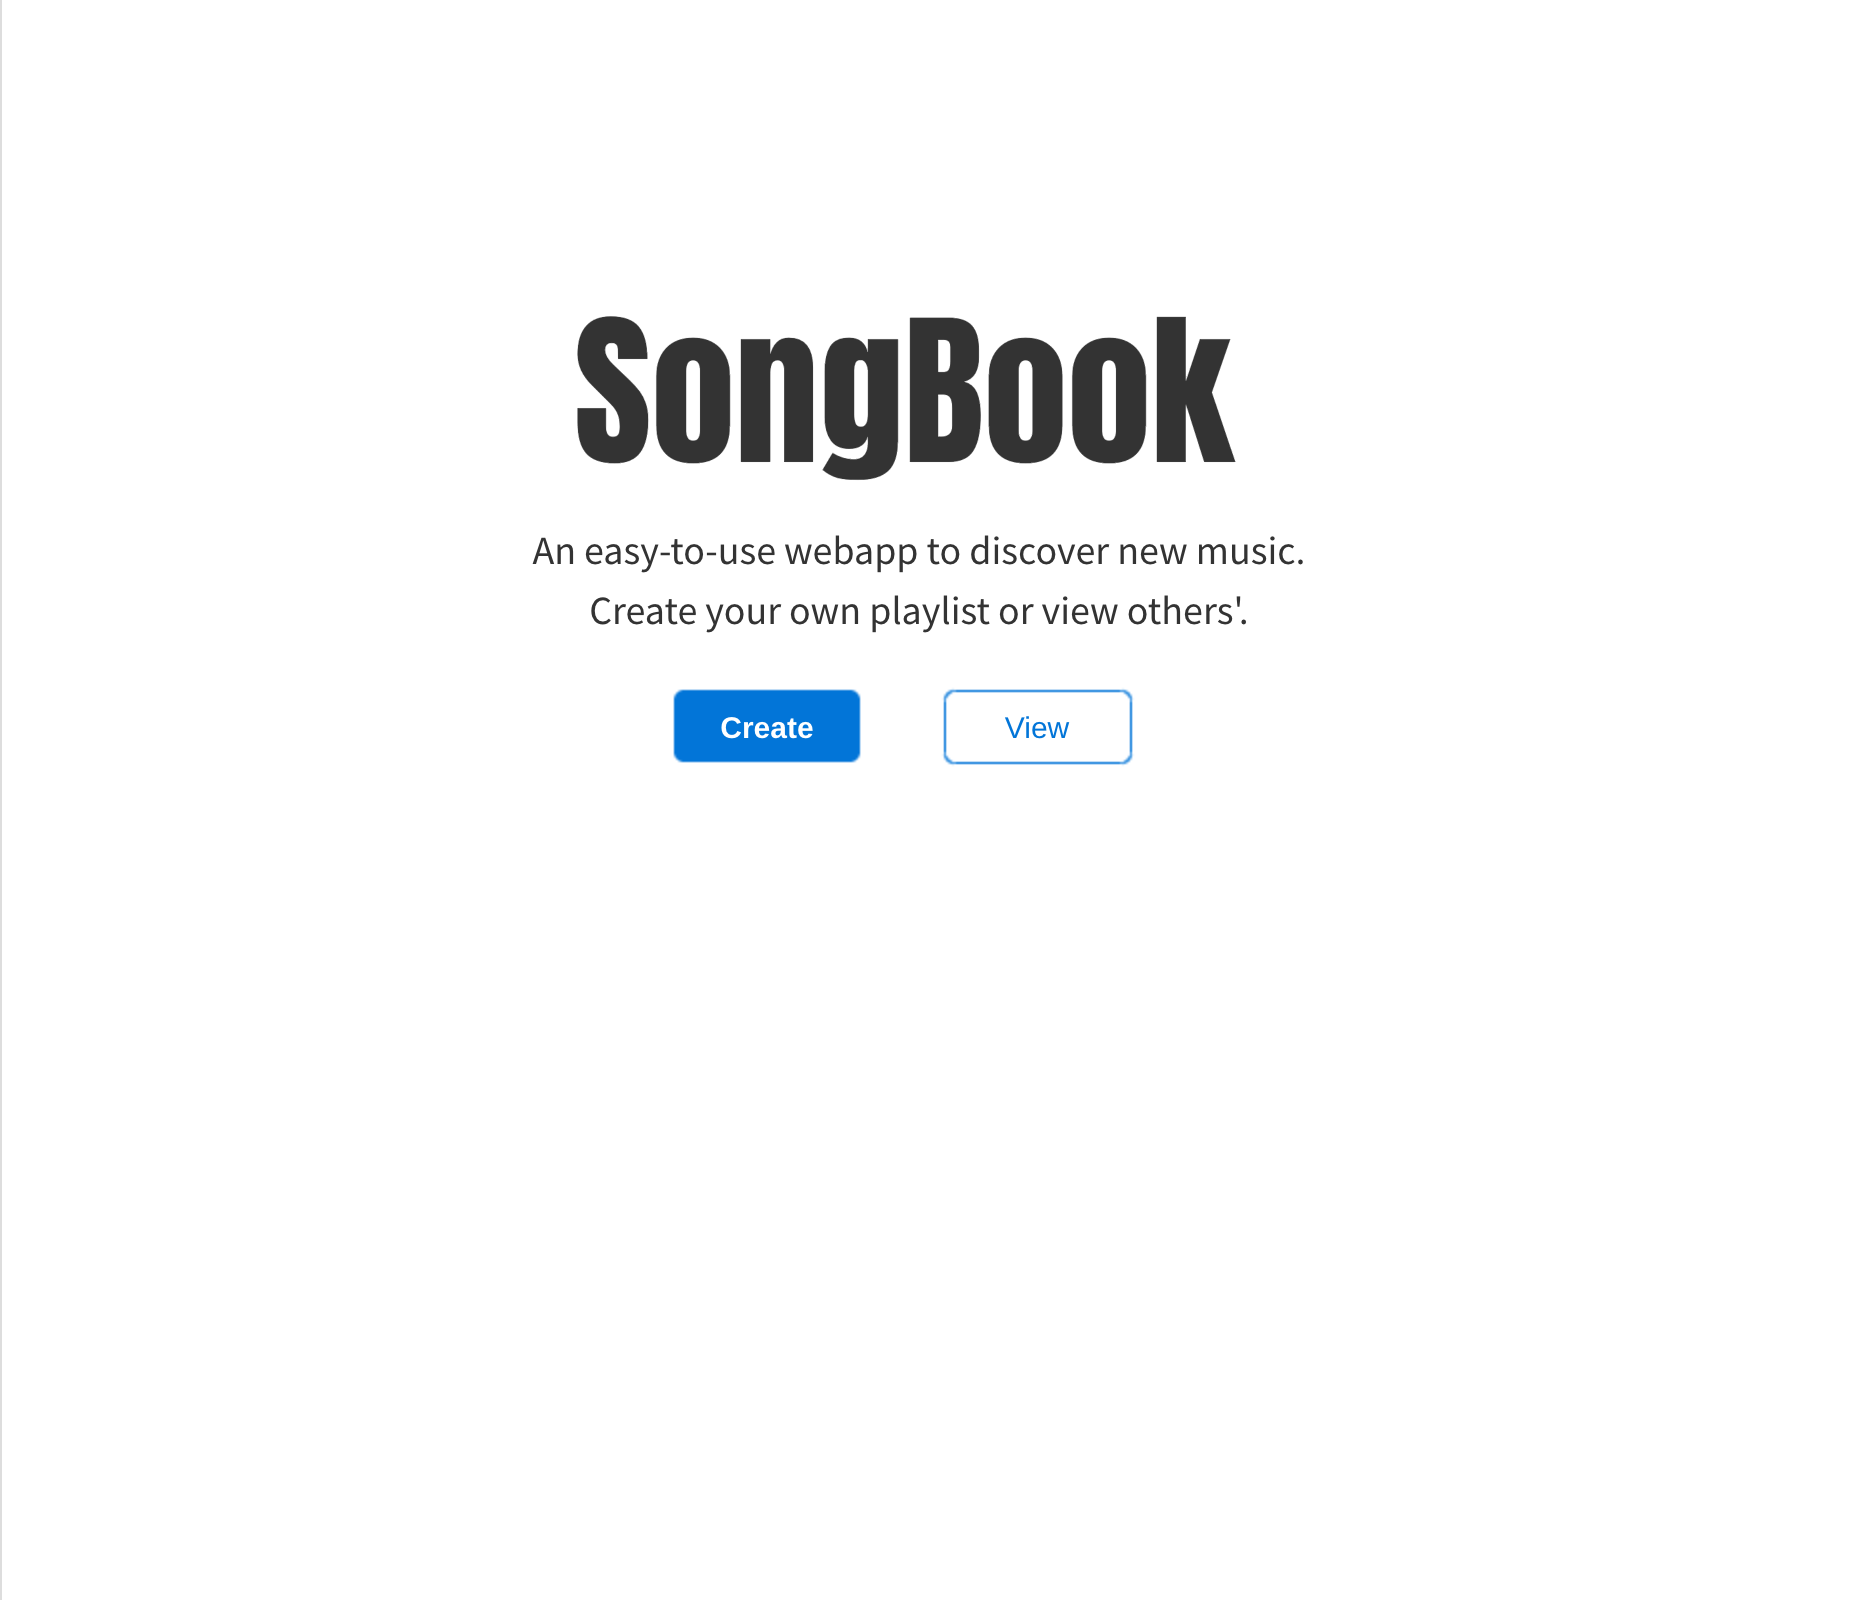 SongBook
An easy-to-use webapp to discover new music.
Create your own playlist or view others'.
Create View